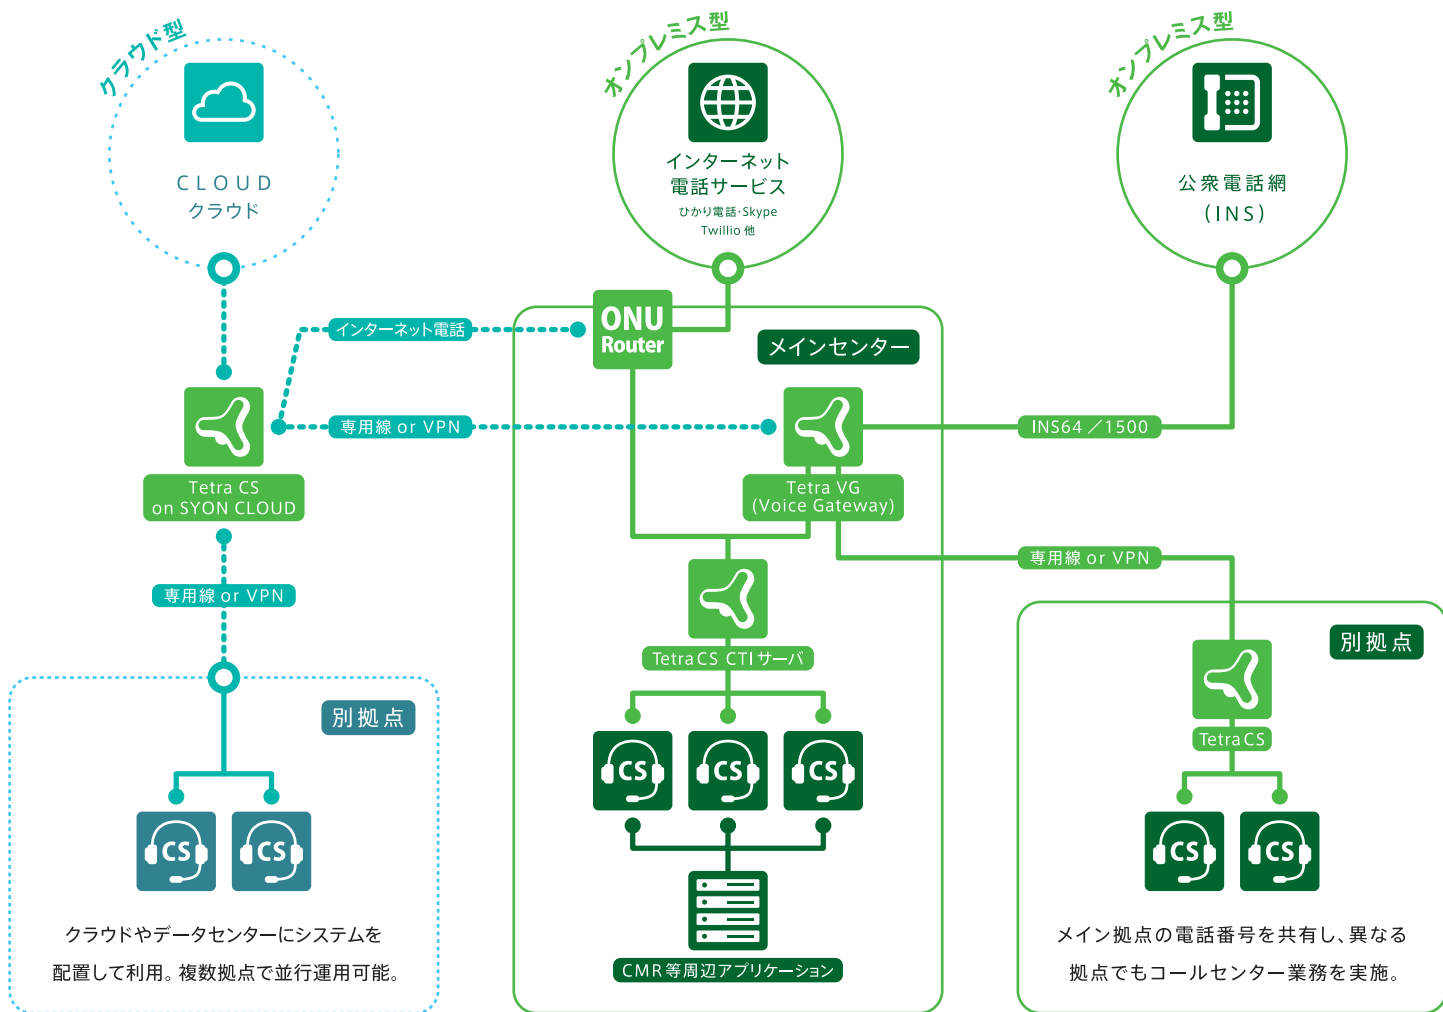 クラウド型
CLOUD
クラウド
オンプレミス型
インターネット
電話サービス
ひかり電話・Skype
Twillio 他
オンプレミス型
公衆電話網
(INS)
ONU
Router
インターネット電話
メインセンター
専用線 or VPN
INS64／1500
Tetra CS
on SYON CLOUD
Tetra VG
(Voice Gateway)
専用線 or VPN
専用線 or VPN
TetraCS CTIサーバ
別拠点
別拠点
TetraCS
CS
CS
CS
CS
CS
CS
CS
クラウドやデータセンターにシステムを
配置して利用。複数拠点で並行運用可能。
CMR等周辺アプリケーション
メイン拠点の電話番号を共有し、異なる
拠点でもコールセンター業務を実施。